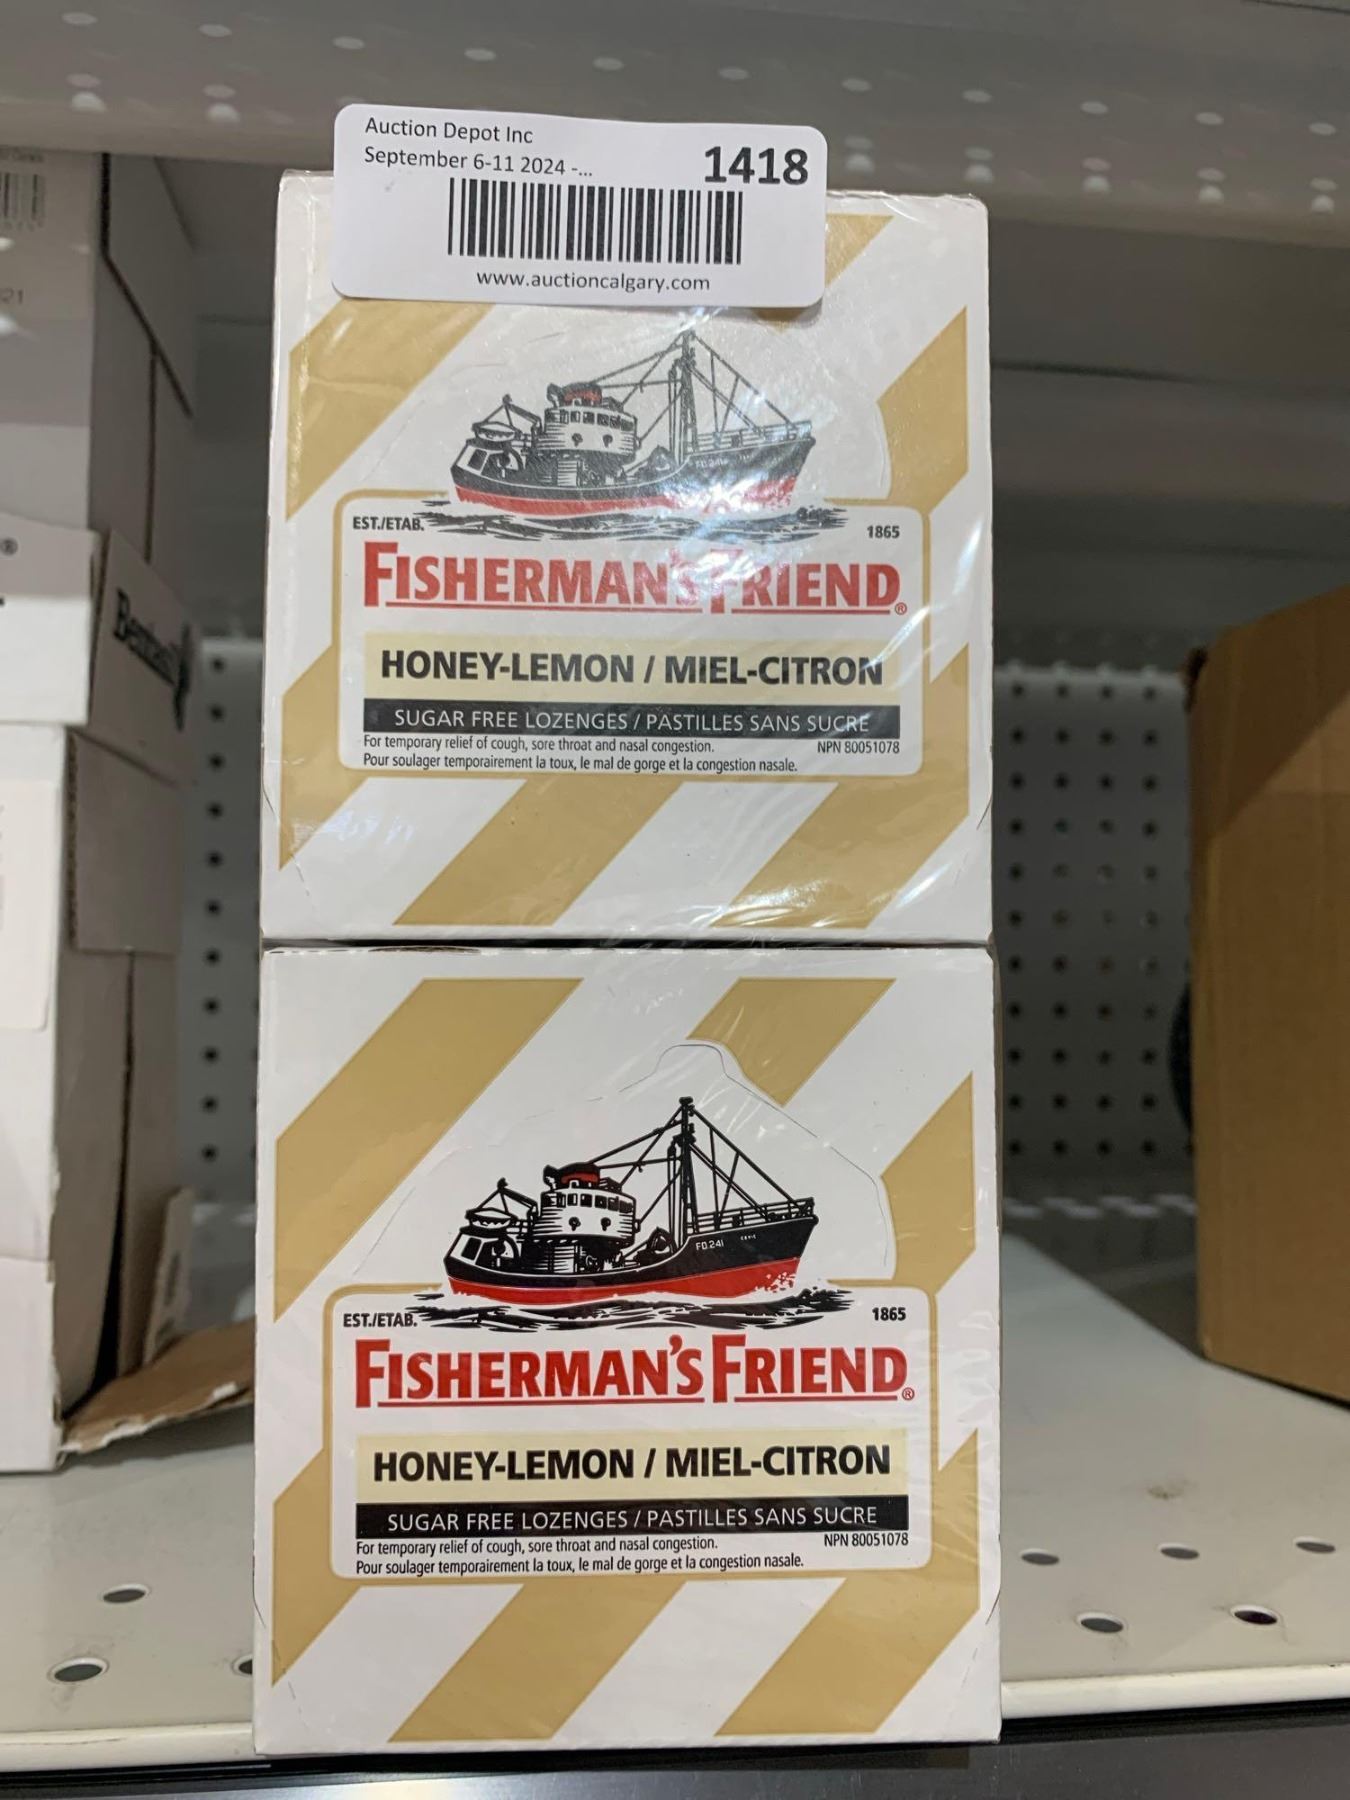 Auction Depot Inc
September 6-11 2024 -...
1418
www.auctioncalgary.com
21
®
FD241
EST./ETAB.
1865
FISHERMAN'S FRIEND®
HONEY-LEMON / MIEL-CITRON
SUGAR FREE LOZENGES / PASTILLES SANS SUCRE
For temporary relief of cough, sore throat and nasal congestion.
NPN 80051078
Pour soulager temporairement la toux, le mal de gorge et la congestion nasale.
FD.241
EST./ETAB.
1865
FISHERMAN'S FRIEND®
HONEY-LEMON / MIEL-CITRON
SUGAR FREE LOZENGES / PASTILLES SANS SUCRE
For temporary relief of cough, sore throat and nasal congestion.
NPN 80051078
Pour soulager temporairement la toux, le mal de gorge et la congestion nasale.